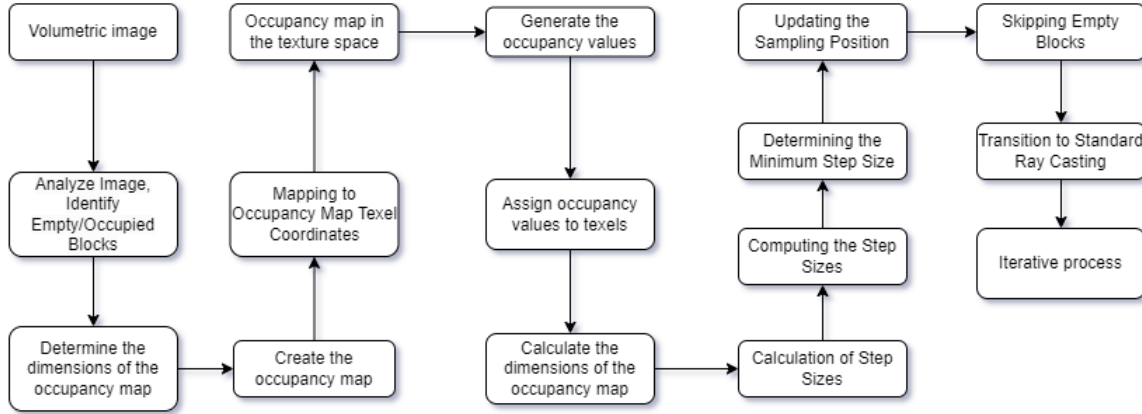 Volumetric image
Analyze Image,
Identify
Empty/Occupied
Blocks
Determine the
dimensions of the
occupancy map
Create the
occupancy map
Mapping to
Occupancy Map Texel
Coordinates
Occupancy map in
the texture space
Generate the
occupancy values
Assign occupancy
values to texels
Calculate the
dimensions of the
occupancy map
Calculation of Step
Sizes
Computing the Step
Sizes
Determining the
Minimum Step Size
Updating the
Sampling Position
Skipping Empty
Blocks
Transition to Standard
Ray Casting
Iterative process